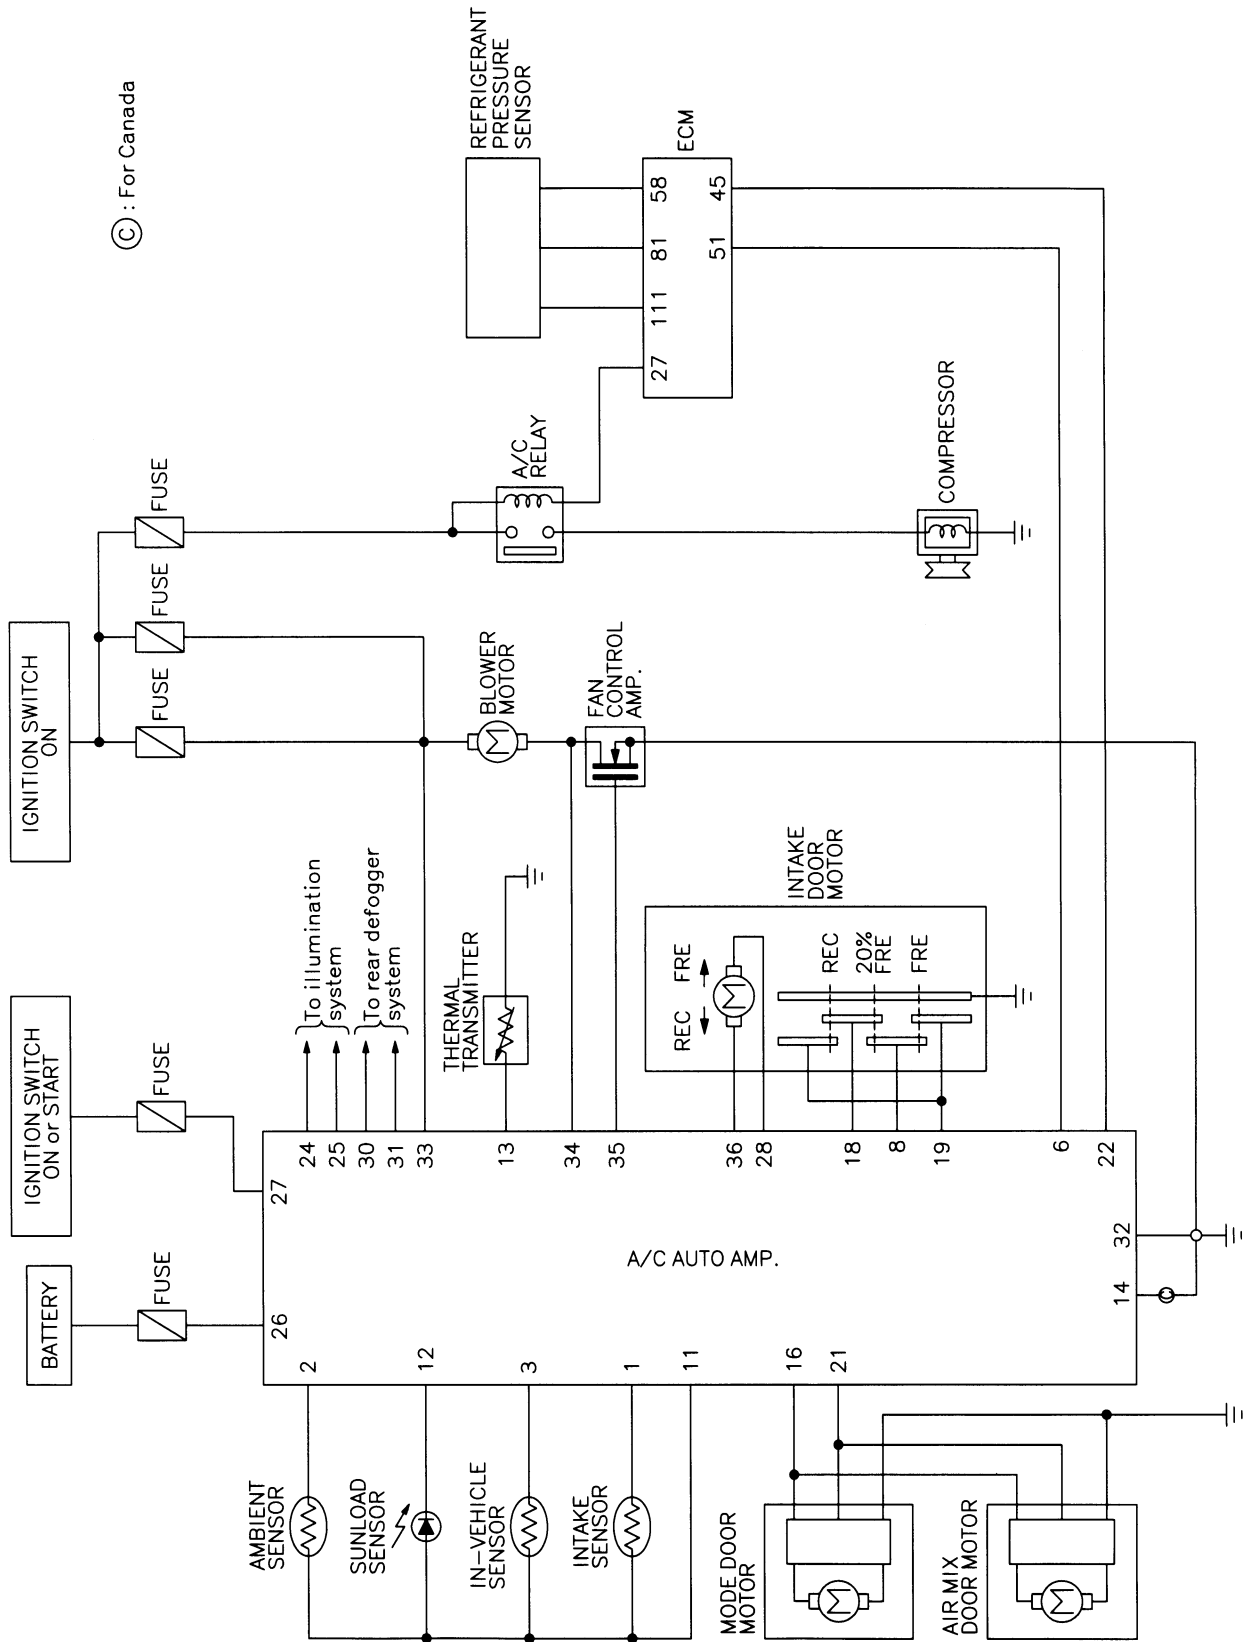 IGNITION SWITCH
ON
IGNITION SWITCH
ON or START
BATTERY
FUSE
FUSE
FUSE
FUSE
FUSE
Ⓒ : For Canada
REFRIGERANT
PRESSURE
SENSOR
ECM
58
81
111
27
45
51
A/C
RELAY
COMPRESSOR
BLOWER
MOTOR
FAN
CONTROL
AMP.
M
To illumination
system
To rear defogger
system
THERMAL
TRANSMITTER
INTAKE
DOOR
MOTOR
REC
FRE
M
REC
20%
FRE
FRE
24
25
30
31
33
13
34
35
36
28
18
8
19
6
22
27
26
A/C AUTO AMP.
32
14
C
2
12
3
1
11
16
21
AMBIENT
SENSOR
SUNLOAD
SENSOR
IN-VEHICLE
SENSOR
INTAKE
SENSOR
MODE DOOR
MOTOR
M
AIR MIX
DOOR MOTOR
M